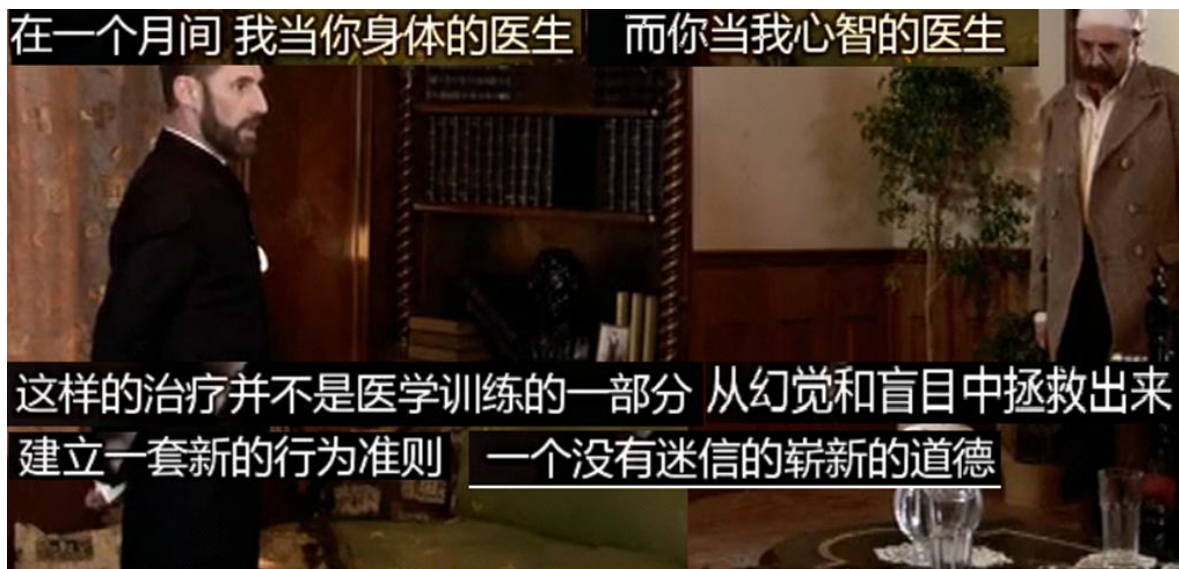 在一个月间 我当你身体的医生 而你当我心智的医生
这样的治疗并不是医学训练的一部分 从幻觉和盲目中拯救出来
建立一套新的行为准则 一个没有迷信的崭新的道德